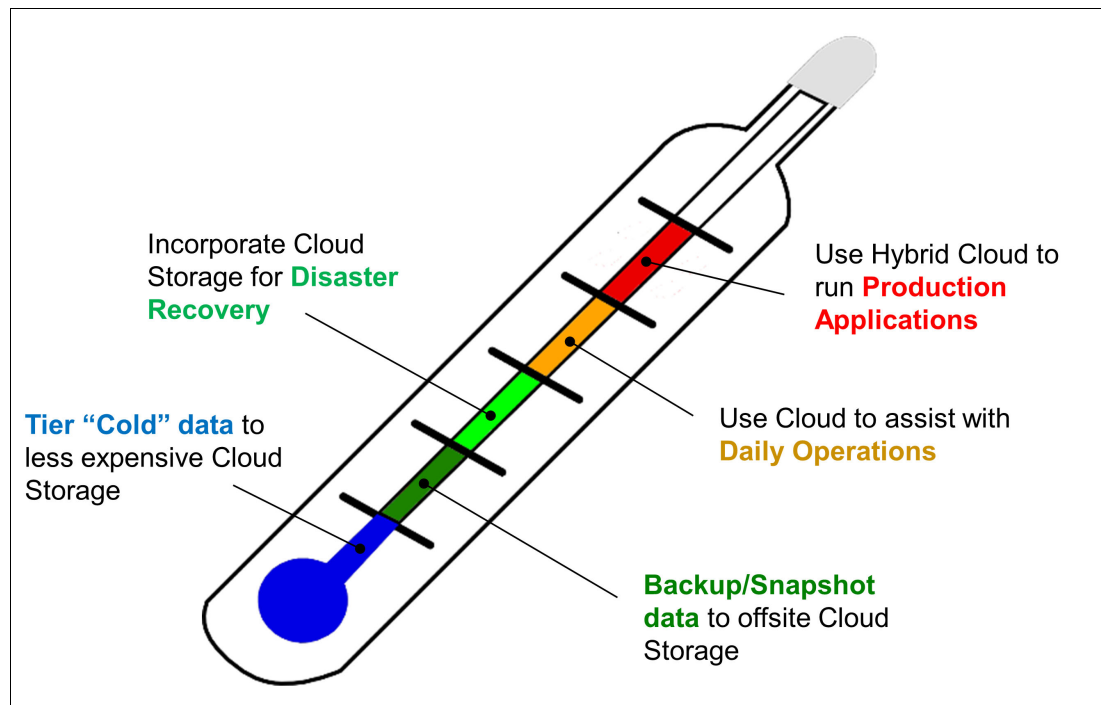 Incorporate Cloud
Storage for Disaster
Recovery
Use Hybrid Cloud to
run Production
Applications
Tier “Cold” data to
less expensive Cloud
Storage
Use Cloud to assist with
Daily Operations
Backup/Snapshot
data to offsite Cloud
Storage